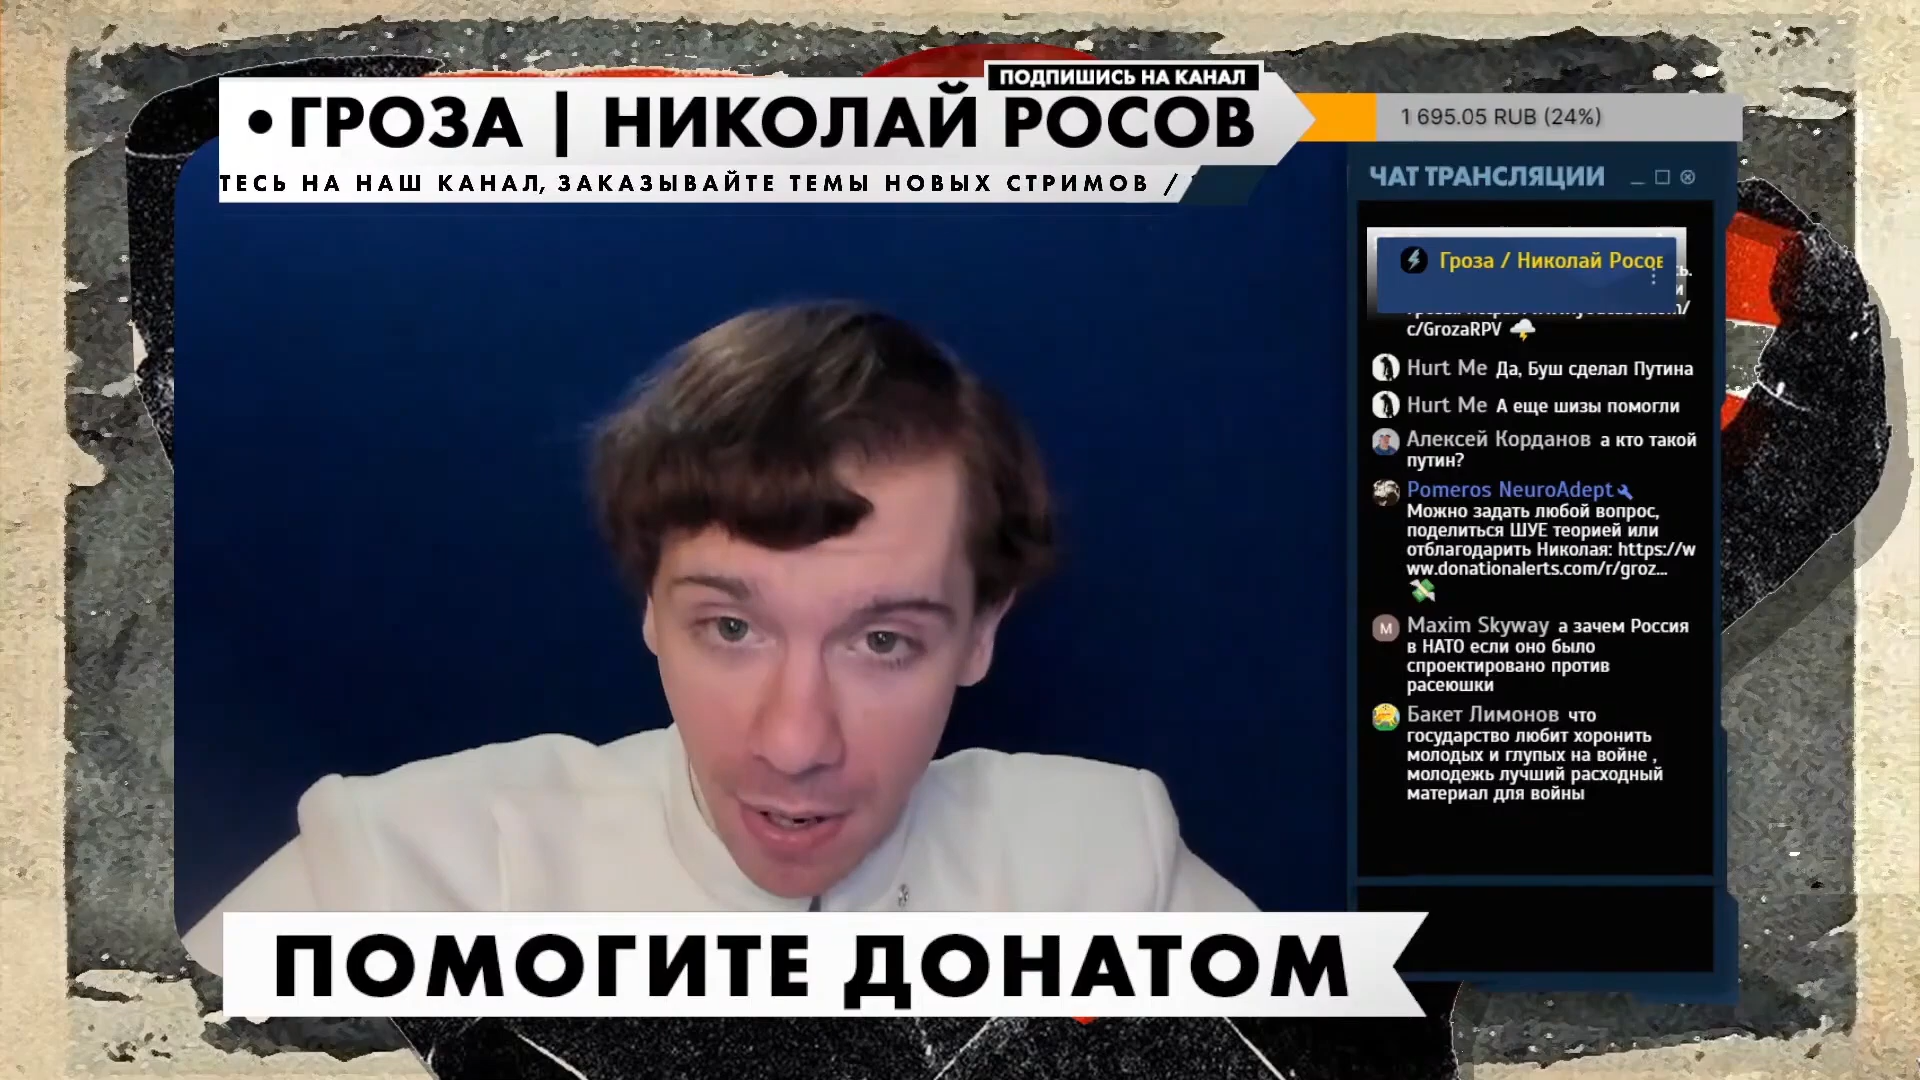 ПОДПИШИСЬ НА КАНАЛ
• ГРОЗА | НИКОЛАЙ РОСОВ
1 695.05 RUB (24%)
ТЕСЬ НА НАШ КАНАЛ, ЗАКАЗЫВАЙТЕ ТЕМЫ НОВЫХ СТРИМОВ /
ЧАТ ТРАНСЛЯЦИИ
Гроза / Николай Росов
c/GrozaRPV
Hurt Me Да, Буш сделал Путина
Hurt Me А еще шизы помогли
Алексей Корданов а кто такой
путин?
Pomeros NeuroAdept
Можно задать любой вопрос,
поделиться ШУЕ теорией или
отблагодарить Николая: https://w
ww.donationalerts.com/r/groz...
M
Maxim Skyway а зачем Россия
в НАТО если оно было
спроектировано против
расеюшки
Бакет Лимонов что
государство любит хоронить
молодых и глупых на войне ,
молодежь лучший расходный
материал для войны
ПОМОГИТЕ ДОНАТОМ